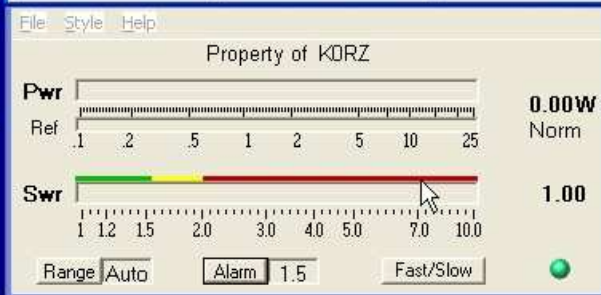 File Style Help
Property of KØRZ
Pwr
0.00W
Ref
Norm
.1 .2 .5 1 2 5 10 25
Swr
1.00
1 1.2 1.5 2.0 3.0 4.0 5.0 7.0 10.0
Range Auto Alarm 1.5 Fast/Slow